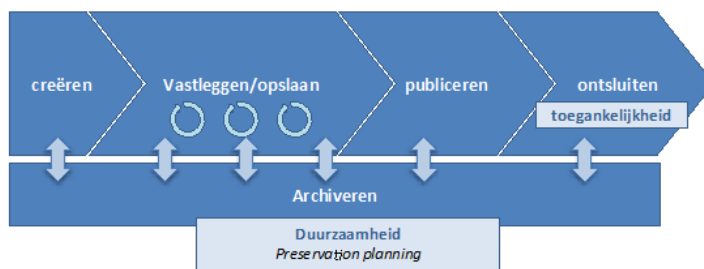 creëren
Vastleggen/opslaan
publiceren
ontsluiten
toegankelijkheid
Archiveren
Duurzaamheid
Preservation planning